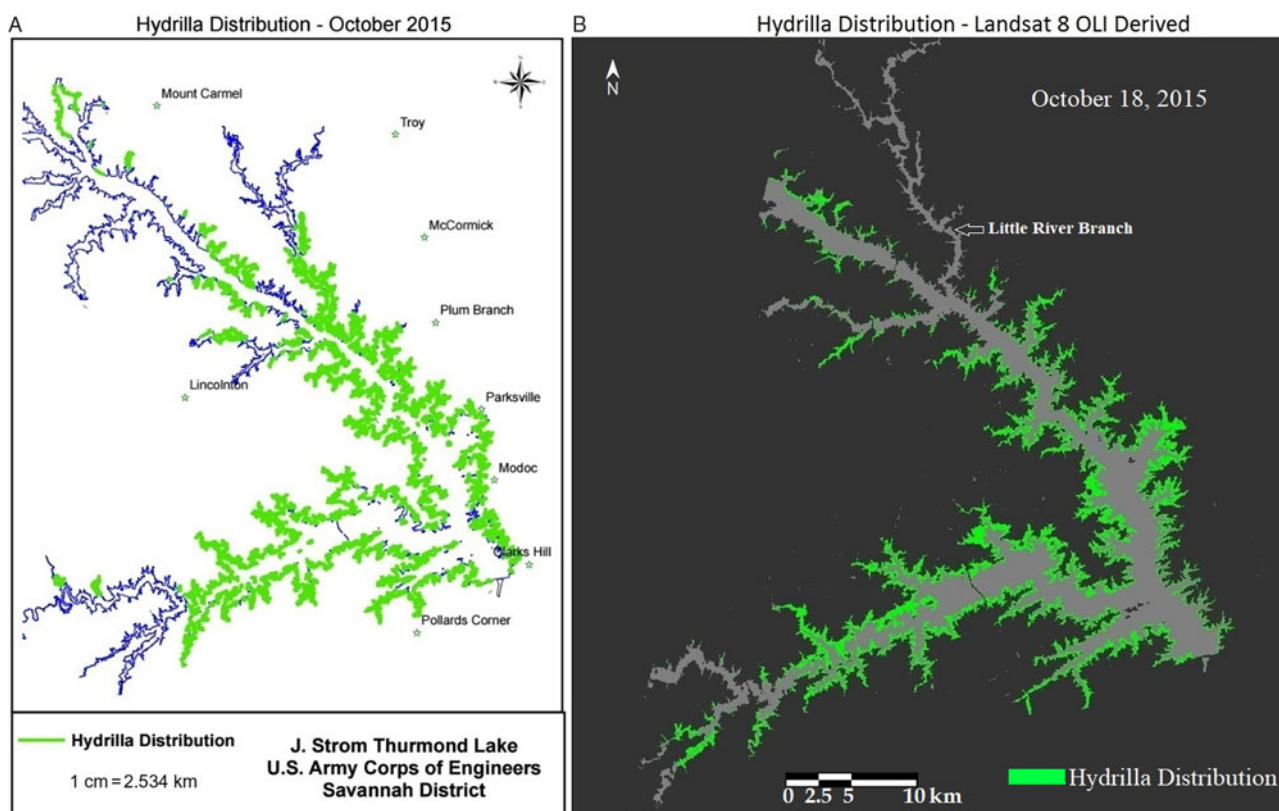 A
Hydrilla Distribution - October 2015
Mount Carmel
Troy
McCormick
Plum Branch
Lincolnton
Parksville
Modoc
Clarks Hill
Pollards Corner
Hydrilla Distribution
1 cm = 2.534 km
J. Strom Thurmond Lake
U.S. Army Corps of Engineers
Savannah District
B
Hydrilla Distribution - Landsat 8 OLI Derived
N
October 18, 2015
Little River Branch
0 2.5 5 10 km
Hydrilla Distribution